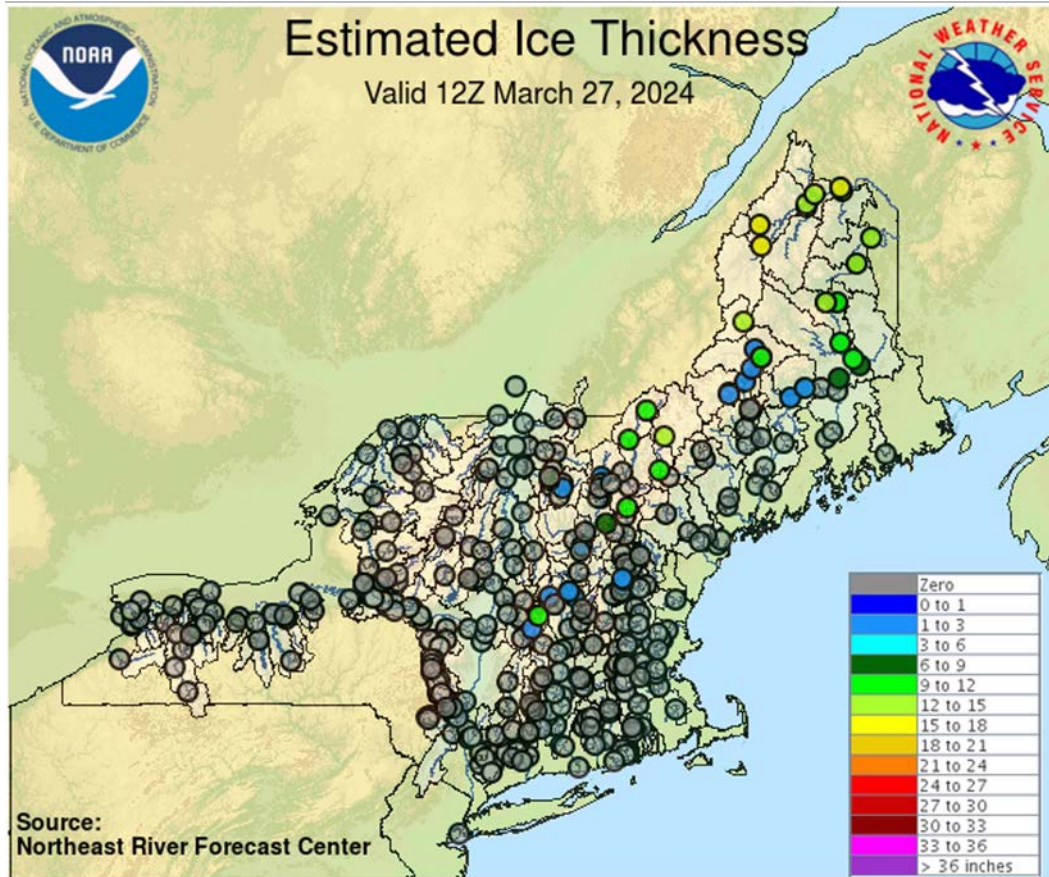 Estimated Ice Thickness
Valid 12Z March 27, 2024
NOAA
NATIONAL OCEANIC AND ATMOSPHERIC ADMINISTRATION
U.S. DEPARTMENT OF COMMERCE
NATIONAL WEATHER SERVICE
Zero
0 to 1
1 to 3
3 to 6
6 to 9
9 to 12
12 to 15
15 to 18
18 to 21
21 to 24
24 to 27
27 to 30
30 to 33
33 to 36
> 36 inches
Source:
Northeast River Forecast Center